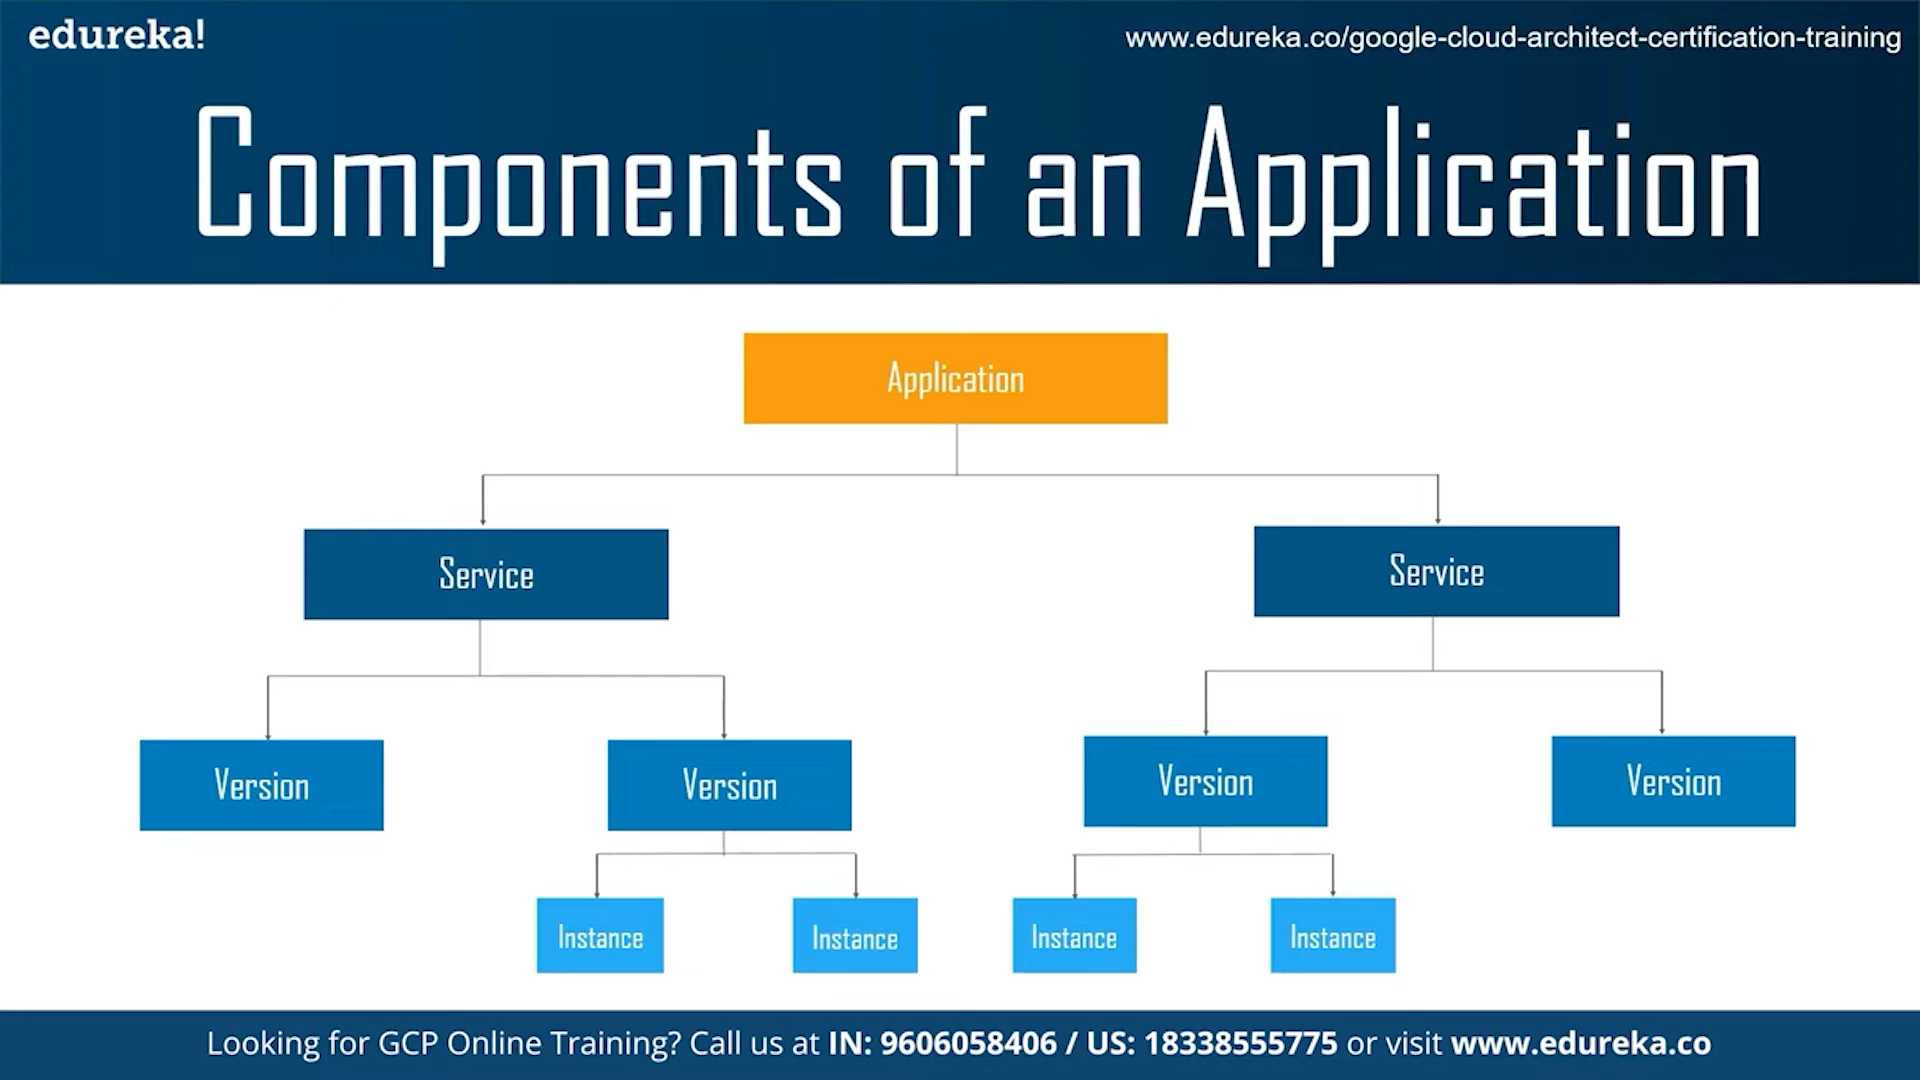 edureka!
www.edureka.co/google-cloud-architect-certification-training
Components of an Application
Application
Service
Service
Version
Version
Version
Version
Instance
Instance
Instance
Instance
Looking for GCP Online Training? Call us at IN: 9606058406 / US: 18338555775 or visit www.edureka.co